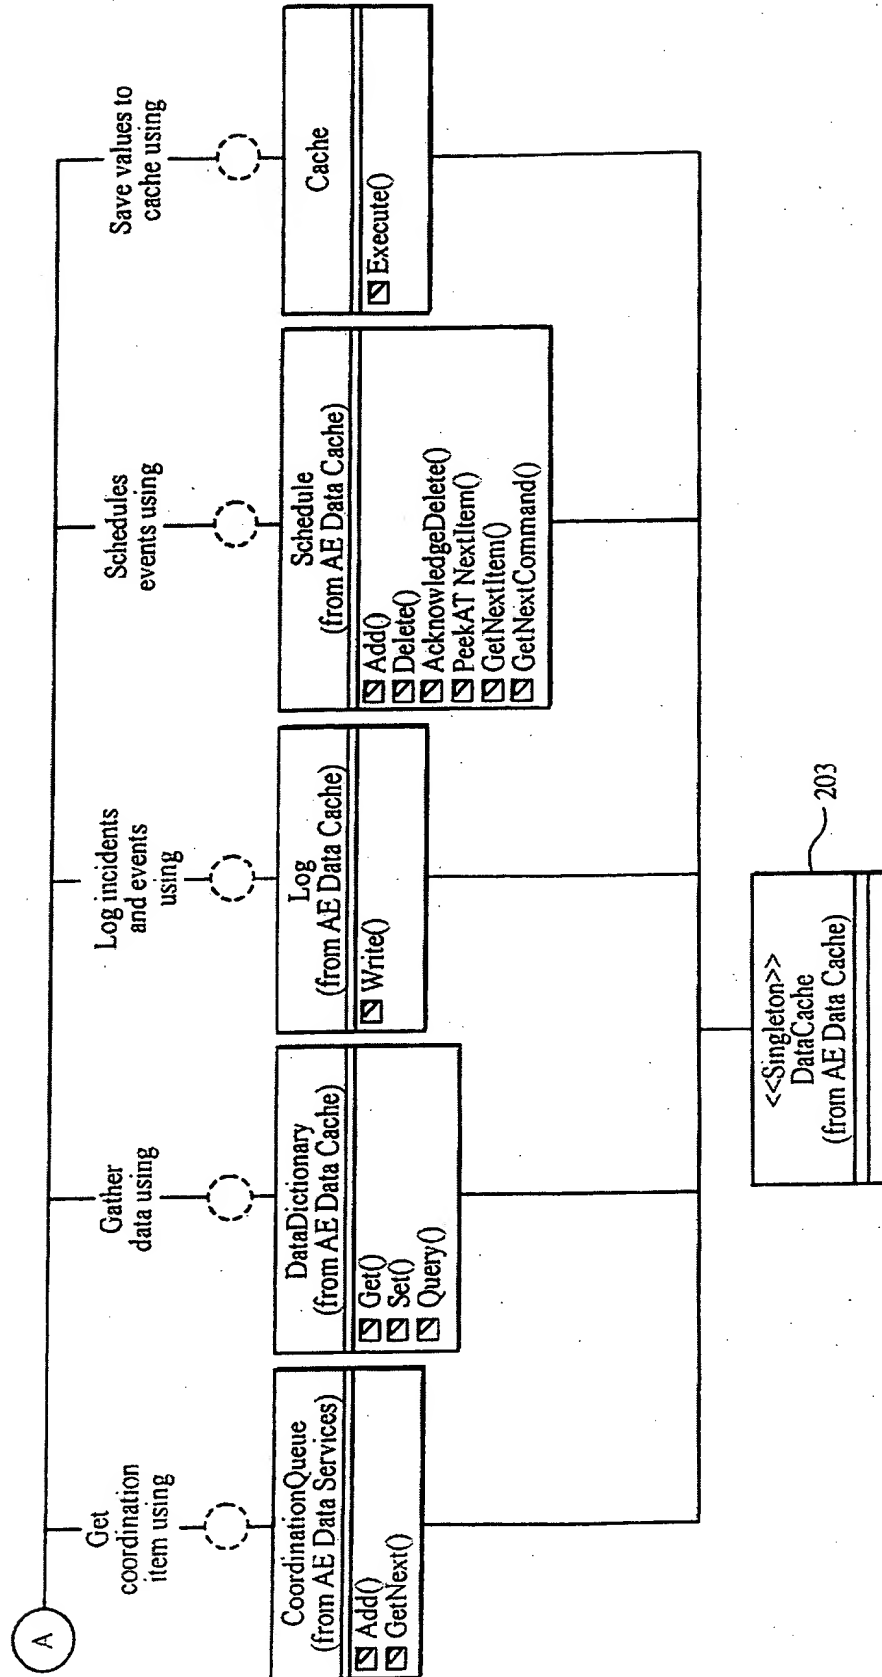 A
Get
coordination
item using
Gather
data using
Log incidents
and events
using
Schedules
events using
Save values to
cache using
CoordinationQueue
(from AE Data Services)
Add()
GetNext()
DataDictionary
(from AE Data Cache)
Get()
Set()
Query()
Log
(from AE Data Cache)
Write()
Schedule
(from AE Data Cache)
Add()
Delete()
AcknowledgeDelete()
PeekAT NextItem()
GetNextItem()
GetNextCommand()
Cache
Execute()
<<Singleton>>
DataCache
(from AE Data Cache)
203